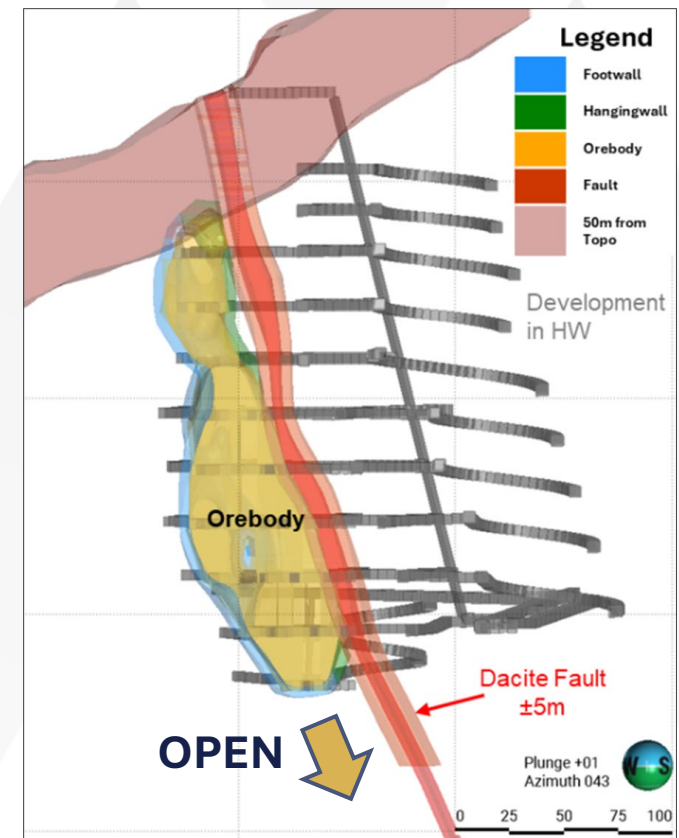 Legend
Footwall
Hangingwall
Orebody
Fault
50m from
Topo
Development
in HW
Orebody
Dacite Fault
±5m
OPEN
Plunge +01
Azimuth 043
W S
0 25 50 75 100